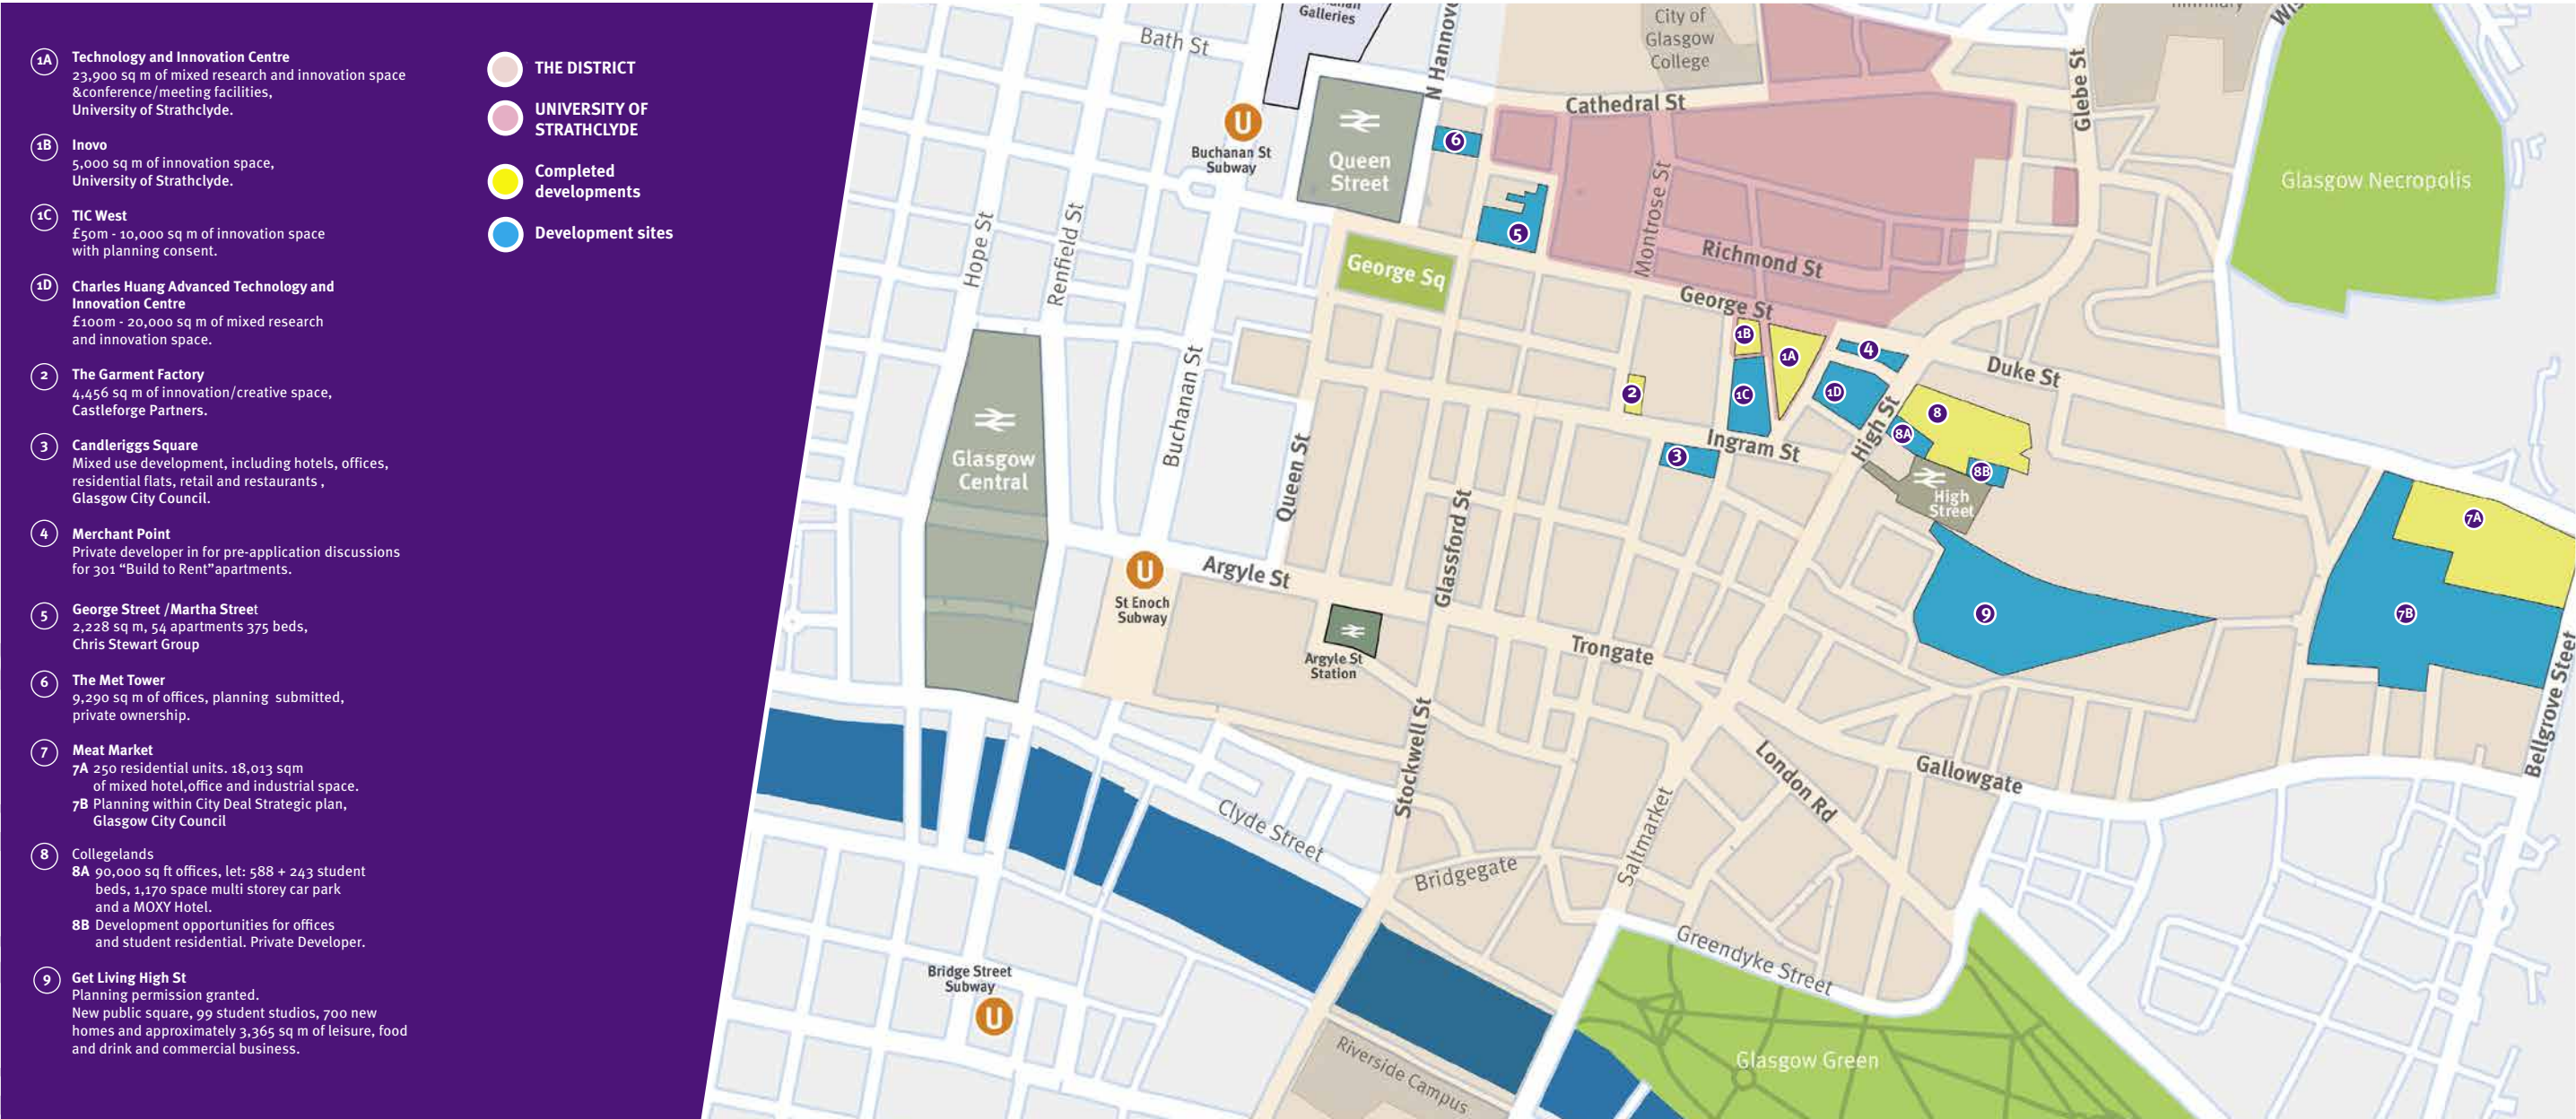 1A Technology and Innovation Centre
23,900 sq m of mixed research and innovation space
&conference/meeting facilities,
University of Strathclyde.
1B Inovo
5,000 sq m of innovation space,
University of Strathclyde.
1C TIC West
£50m - 10,000 sq m of innovation space
with planning consent.
1D Charles Huang Advanced Technology and
Innovation Centre
£100m - 20,000 sq m of mixed research
and innovation space.
2 The Garment Factory
4,456 sq m of innovation/creative space,
Castleforge Partners.
3 Candleriggs Square
Mixed use development, including hotels, offices,
residential flats, retail and restaurants ,
Glasgow City Council.
4 Merchant Point
Private developer in for pre-application discussions
for 301 “Build to Rent”apartments.
5 George Street /Martha Street
2,228 sq m, 54 apartments 375 beds,
Chris Stewart Group
6 The Met Tower
9,290 sq m of offices, planning submitted,
private ownership.
7 Meat Market
7A 250 residential units. 18,013 sqm
of mixed hotel,office and industrial space.
7B Planning within City Deal Strategic plan,
Glasgow City Council
8 Collegelands
8A 90,000 sq ft offices, let: 588 + 243 student
beds, 1,170 space multi storey car park
and a MOXY Hotel.
8B Development opportunities for offices
and student residential. Private Developer.
9 Get Living High St
Planning permission granted.
New public square, 99 student studios, 700 new
homes and approximately 3,365 sq m of leisure, food
and drink and commercial business.
THE DISTRICT
UNIVERSITY OF
STRATHCLYDE
Completed
developments
Development sites
Galleries
City of
Glasgow
College
Bath St
N Hannov
Glebe St
Cathedral St
U
Buchanan St
Subway
Queen
Street
6
5
Glasgow Necropolis
Montrose St
Richmond St
Hope St
Renfield St
George Sq
George St
1B
1A
4
Duke St
Buchanan St
2
1C
1D
8
High St
8A
8B
Ingram St
3
Glasgow
Central
Queen St
High
Street
7A
7B
9
Glassford St
Argyle St
U
St Enoch
Subway
Argyle St
Station
Trongate
Stockwell St
London Rd
Gallowgate
Bellgrove Steet
Clyde Street
Bridgegate
Saltmarket
Greendyke Street
Bridge Street
Subway
U
Riverside Campus
Glasgow Green